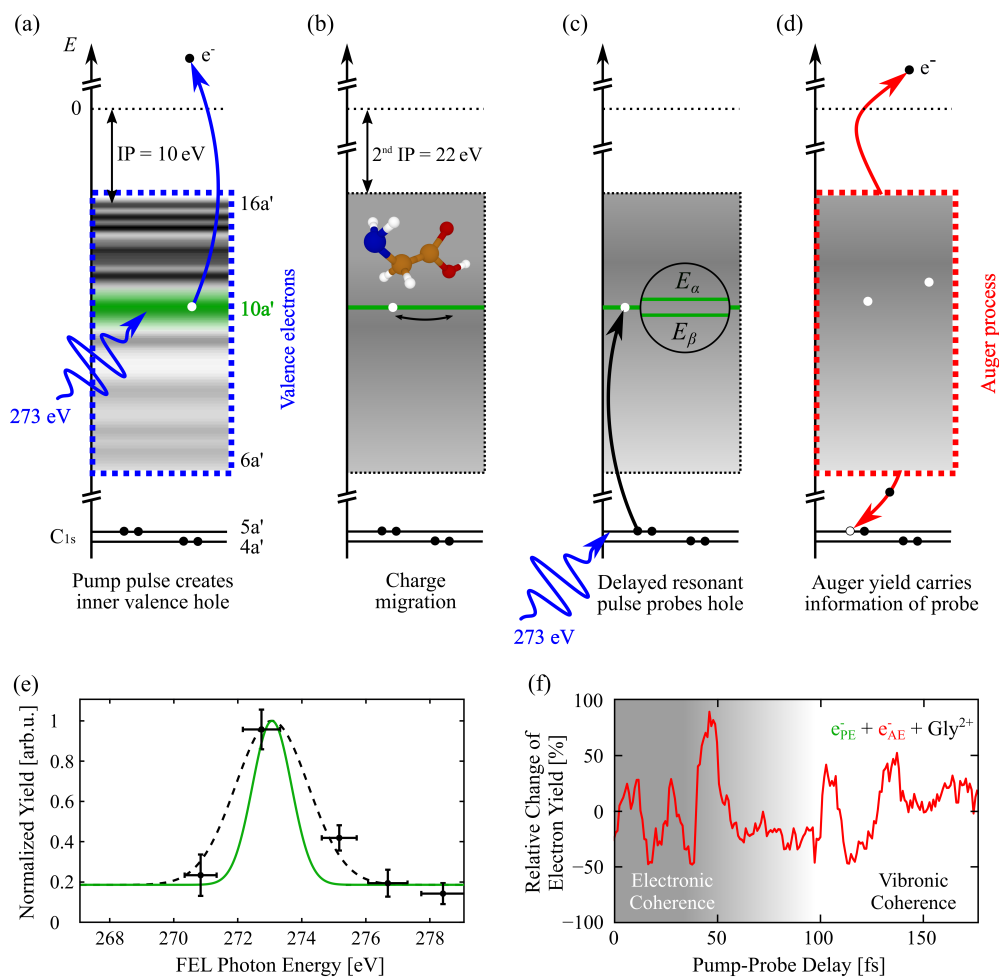 (a)
E
e⁻
0
IP = 10 eV
16a'
10a'
6a'
Valence electrons
273 eV
C1s
5a'
4a'
Pump pulse creates
inner valence hole
(b)
2nd IP = 22 eV
Charge
migration
(c)
Eα
Eβ
Delayed resonant
pulse probes hole
273 eV
(d)
e⁻
Auger process
Auger yield carries
information of probe
(e)
Normalized Yield [arb.u.]
1
0.8
0.6
0.4
0.2
0
268
270
272
274
276
278
FEL Photon Energy [eV]
(f)
Relative Change of
Electron Yield [%]
100
50
0
−50
−100
e⁻PE + e⁻AE + Gly²⁺
Electronic
Coherence
Vibronic
Coherence
0
50
100
150
Pump-Probe Delay [fs]